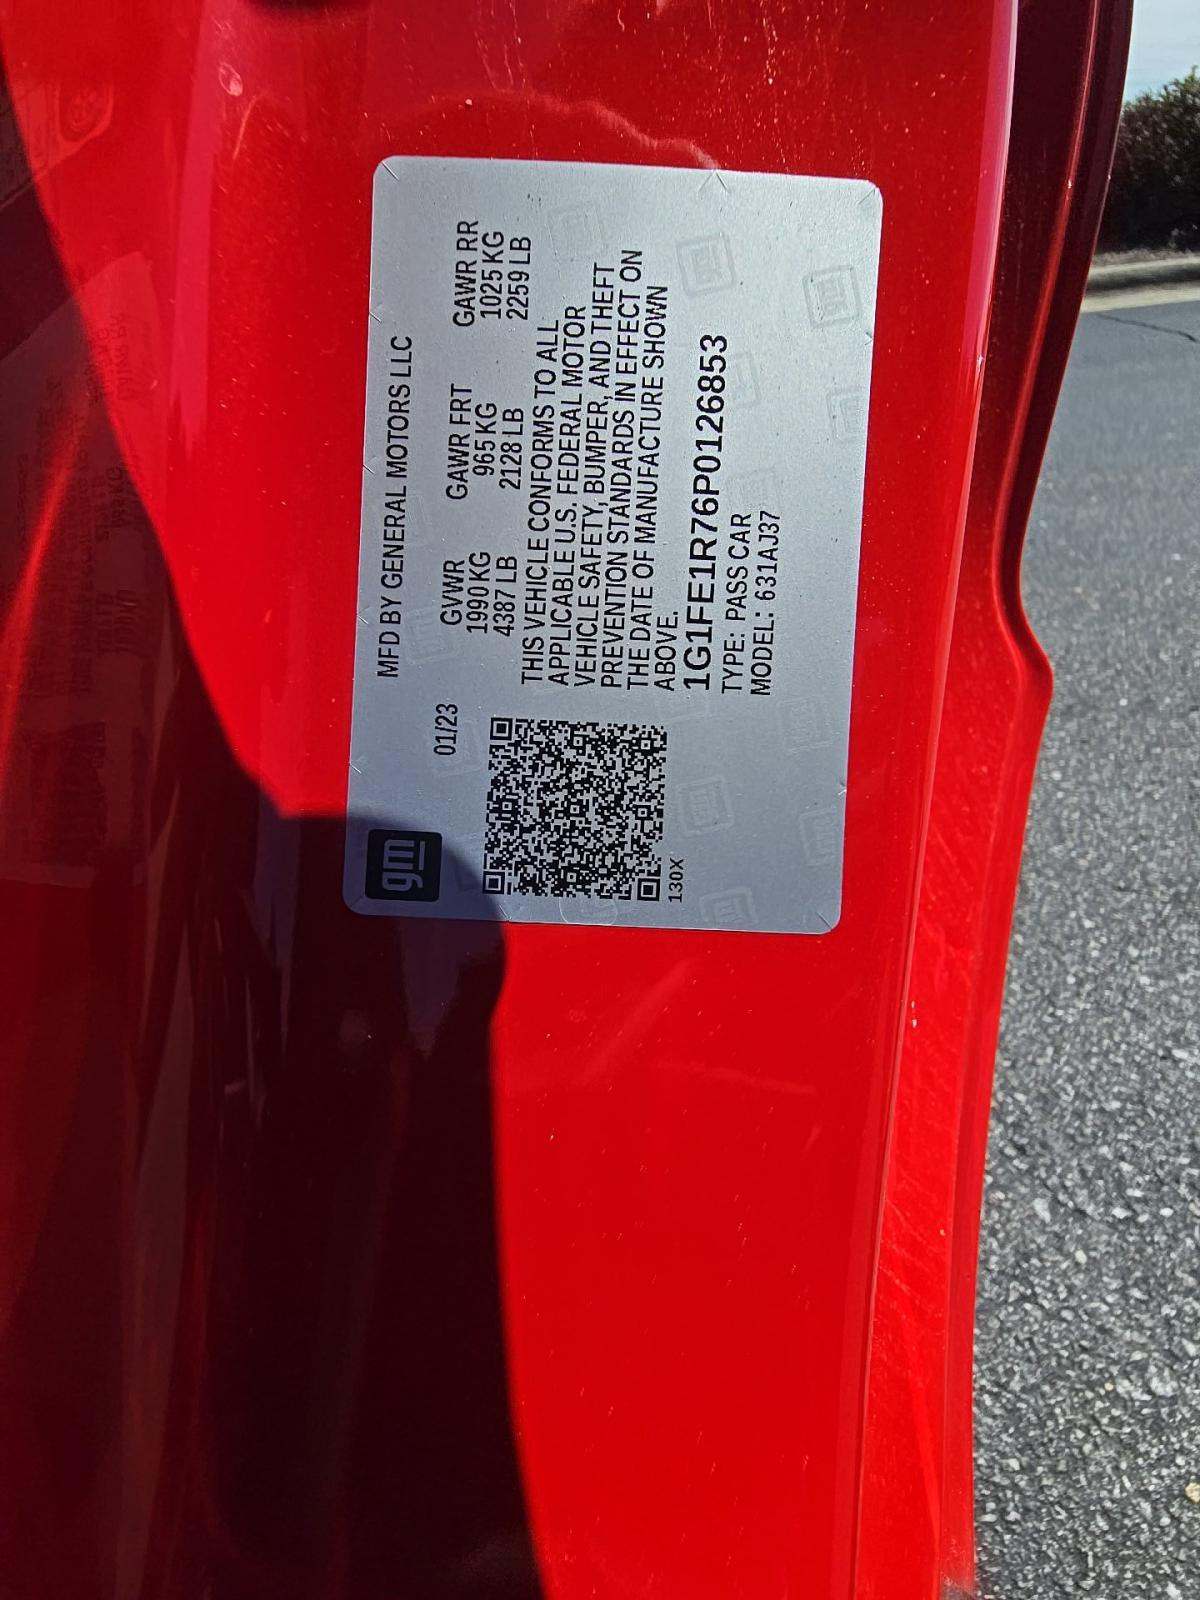 gm
MFD BY GENERAL MOTORS LLC
01/23
GVWR GAWR FRT GAWR RR
1990 KG 965 KG 1025 KG
4387 LB 2128 LB 2259 LB
THIS VEHICLE CONFORMS TO ALL
APPLICABLE U.S. FEDERAL MOTOR
VEHICLE SAFETY, BUMPER, AND THEFT
PREVENTION STANDARDS IN EFFECT ON
THE DATE OF MANUFACTURE SHOWN
ABOVE.
130X
1G1FE1R76P0126853
TYPE: PASS CAR
MODEL: 631AJ37